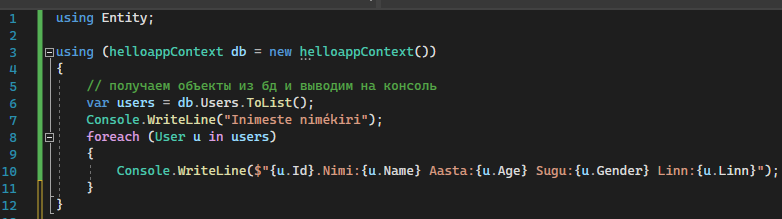 1 using Entity;
2
3 using (helloappContext db = new helloappContext())
4 {
5 // получаем объекты из бд и выводим на консоль
6 var users = db.Users.ToList();
7 Console.WriteLine("Inimeste nimékiri");
8 foreach (User u in users)
9 {
10 Console.WriteLine($"{u.Id}.Nimi:{u.Name} Aasta:{u.Age} Sugu:{u.Gender} Linn:{u.Linn}");
11 }
12 }